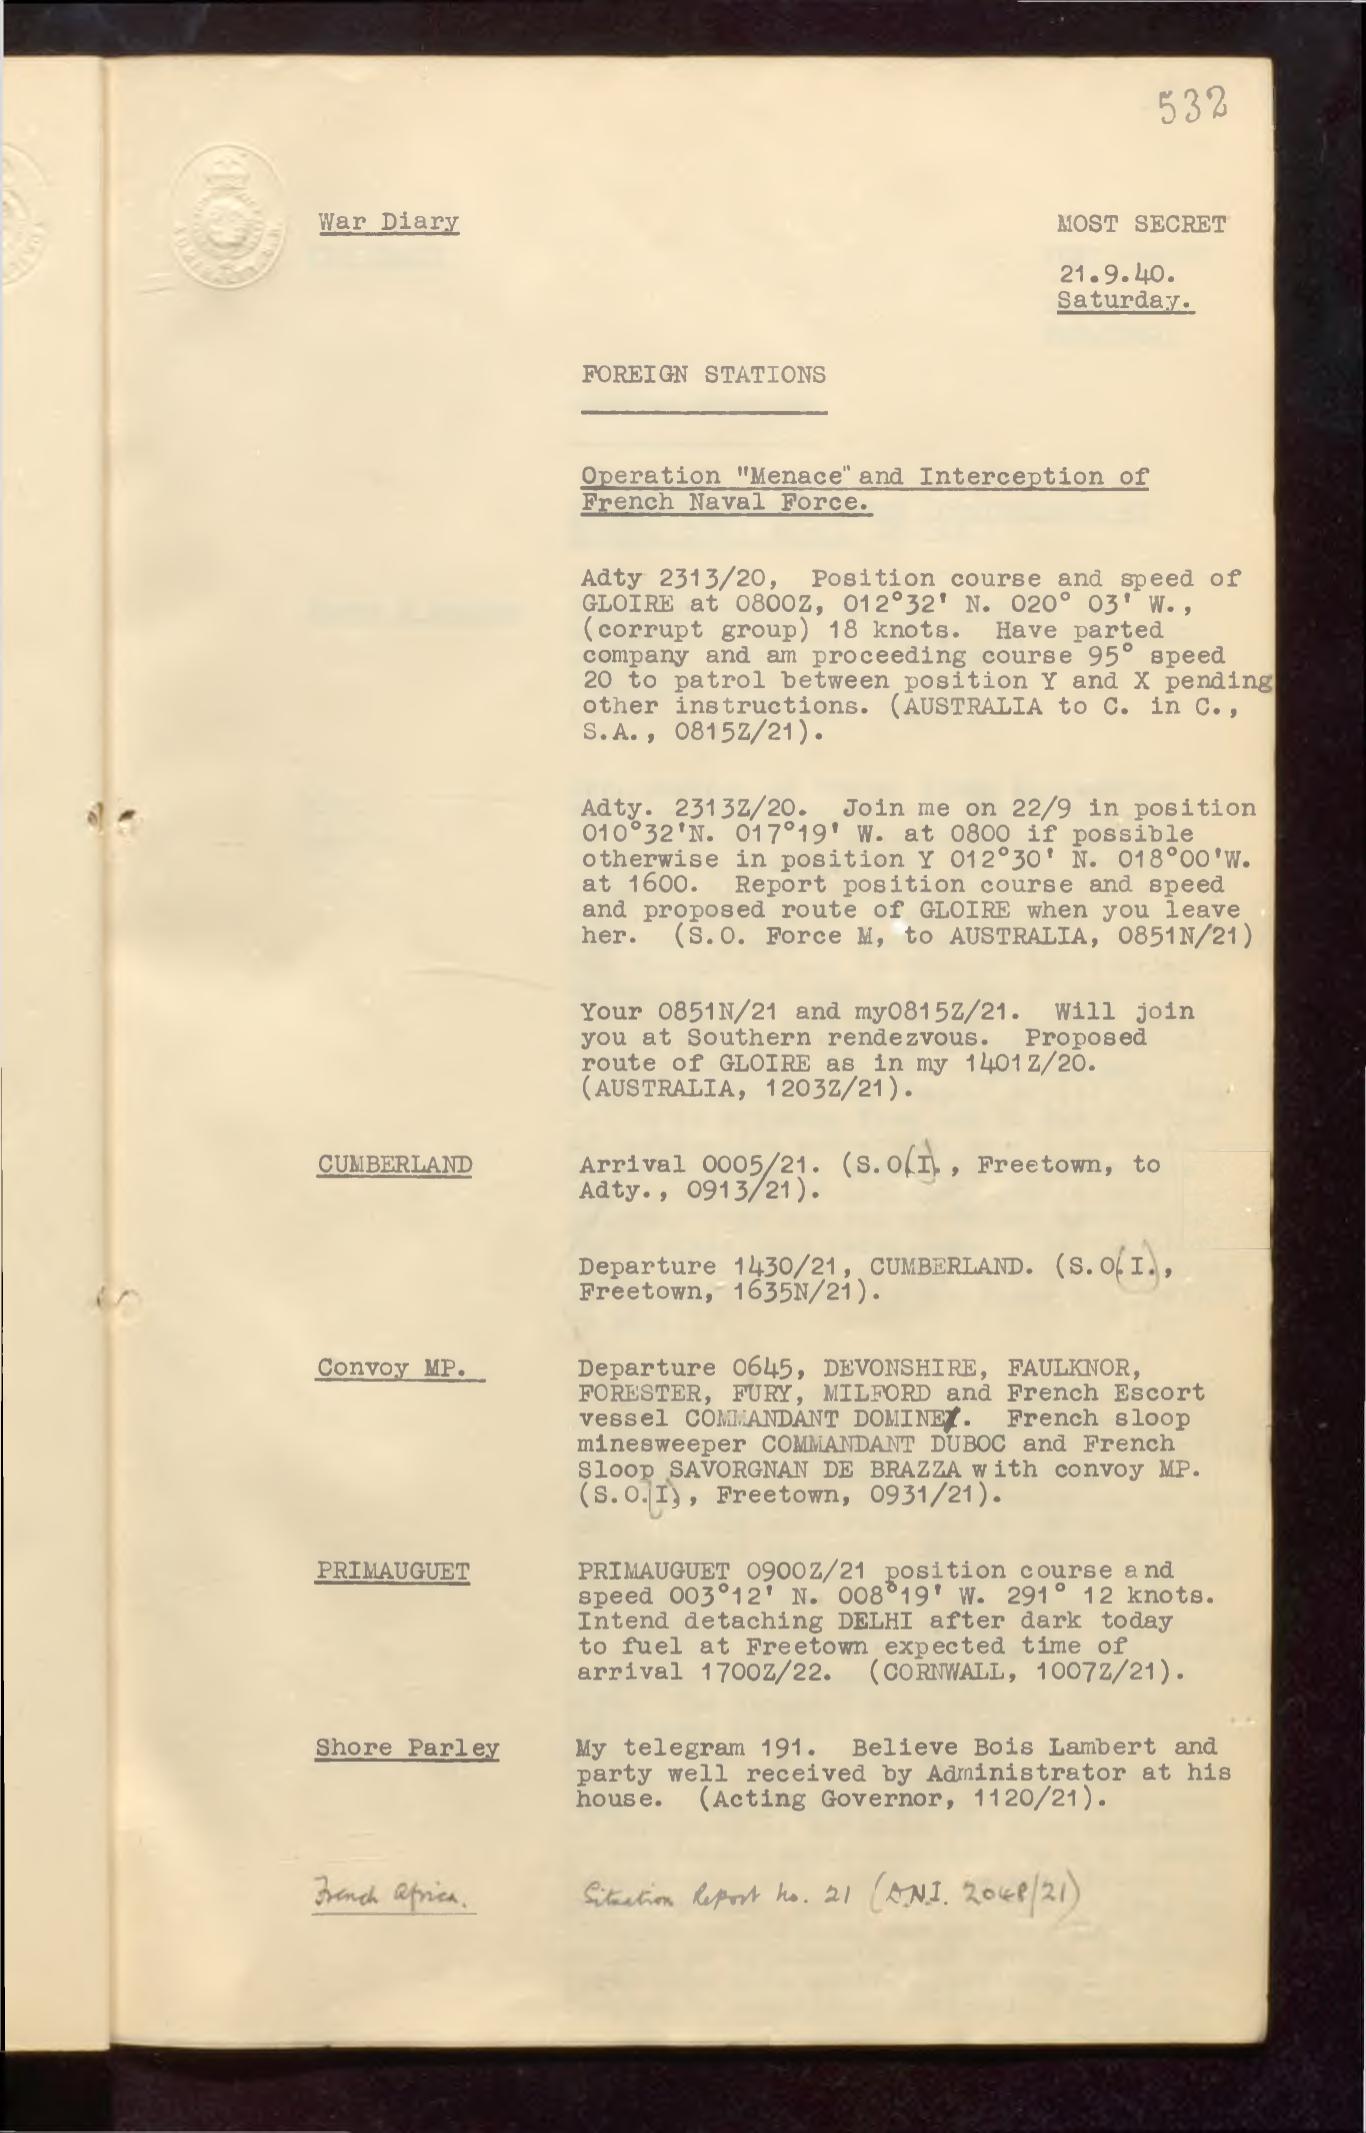 532
War Diary
MOST SECRET
21.9.40.
Saturday.
FOREIGN STATIONS
Operation "Menace" and Interception of
French Naval Force.
Adty 2313/20, Position course and speed of
GLOIRE at 0800Z, 012°32' N. 020° 03' W.,
(corrupt group) 18 knots. Have parted
company and am proceeding course 95° speed
20 to patrol between position Y and X pending
other instructions. (AUSTRALIA to C. in C.,
S.A., 0815Z/21).
Adty. 2313Z/20. Join me on 22/9 in position
010°32'N. 017°19' W. at 0800 if possible
otherwise in position Y 012°30' N. 018°00'W.
at 1600. Report position course and speed
and proposed route of GLOIRE when you leave
her. (S.O. Force M, to AUSTRALIA, 0851N/21)
Your 0851N/21 and my0815Z/21. Will join
you at Southern rendezvous. Proposed
route of GLOIRE as in my 1401Z/20.
(AUSTRALIA, 1203Z/21).
CUMBERLAND
Arrival 0005/21. (S.O.(I)., Freetown, to
Adty., 0913/21).
Departure 1430/21, CUMBERLAND. (S.O.(I.),
Freetown, 1635N/21).
Convoy MP.
Departure 0645, DEVONSHIRE, FAULKNOR,
FORESTER, FURY, MILFORD and French Escort
vessel COMMANDANT DOMINE. French sloop
minesweeper COMMANDANT DUBOC and French
Sloop SAVORGNAN DE BRAZZA with convoy MP.
(S.O.(I), Freetown, 0931/21).
PRIMAUGUET
PRIMAUGUET 0900Z/21 position course and
speed 003°12' N. 008°19' W. 291° 12 knots.
Intend detaching DELHI after dark today
to fuel at Freetown expected time of
arrival 1700Z/22. (CORNWALL, 1007Z/21).
Shore Parley
My telegram 191. Believe Bois Lambert and
party well received by Administrator at his
house. (Acting Governor, 1120/21).
French Africa.
Situation Report No. 21 (D.N.I. 2048/21)